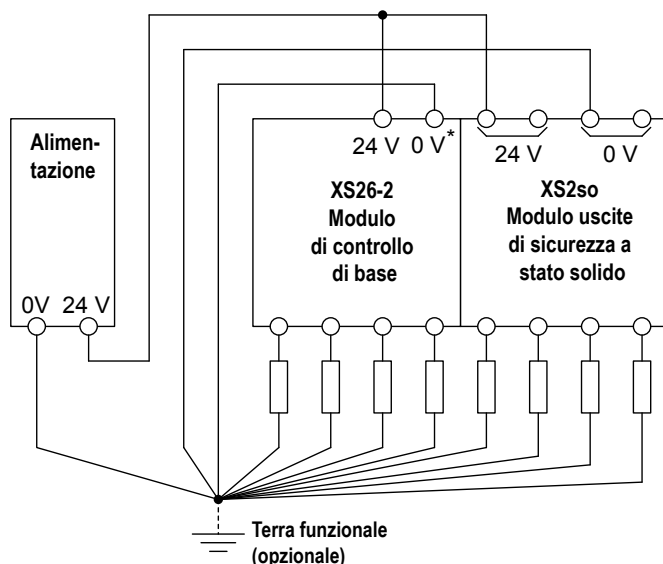 Alimen-
tazione
0V 24 V
24 V 0 V*
XS26-2
Modulo
di controllo
di base
24 V 0 V
XS2so
Modulo uscite
di sicurezza a
stato solido
Terra funzionale
(opzionale)